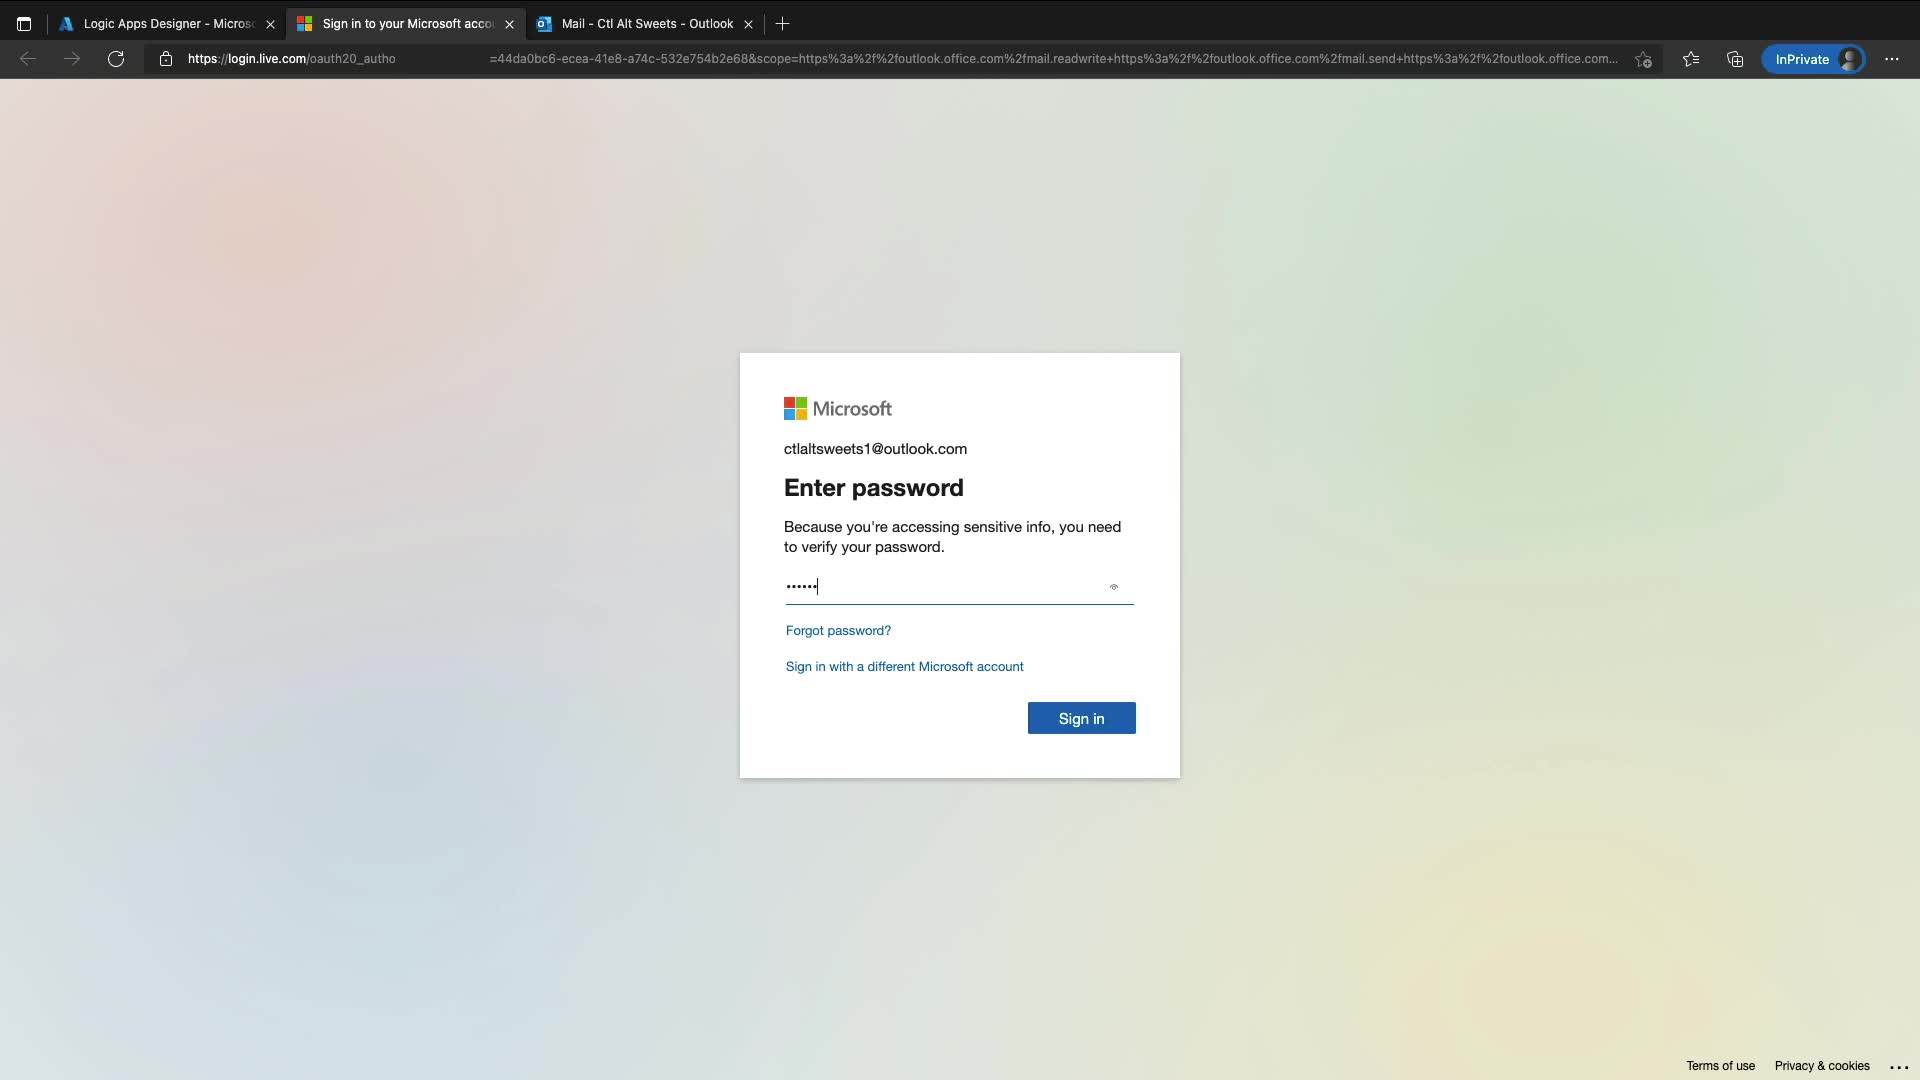 Logic Apps Designer - Micros
Sign in to your Microsoft acco
Mail - Ctl Alt Sweets - Outlook
https://login.live.com/oauth20_autho =44da0bc6-ecea-41e8-a74c-532e754b2e68&scope=https%3a%2f%2foutlook.office.com%2fmail.readwrite+https%3a%2f%2foutlook.office.com%2fmail.send+https%3a%2f%2foutlook.office.com...
InPrivate
Microsoft
ctlaltsweets1@outlook.com
Enter password
Because you're accessing sensitive info, you need
to verify your password.
••••••
Forgot password?
Sign in with a different Microsoft account
Sign in
Terms of use Privacy & cookies ...